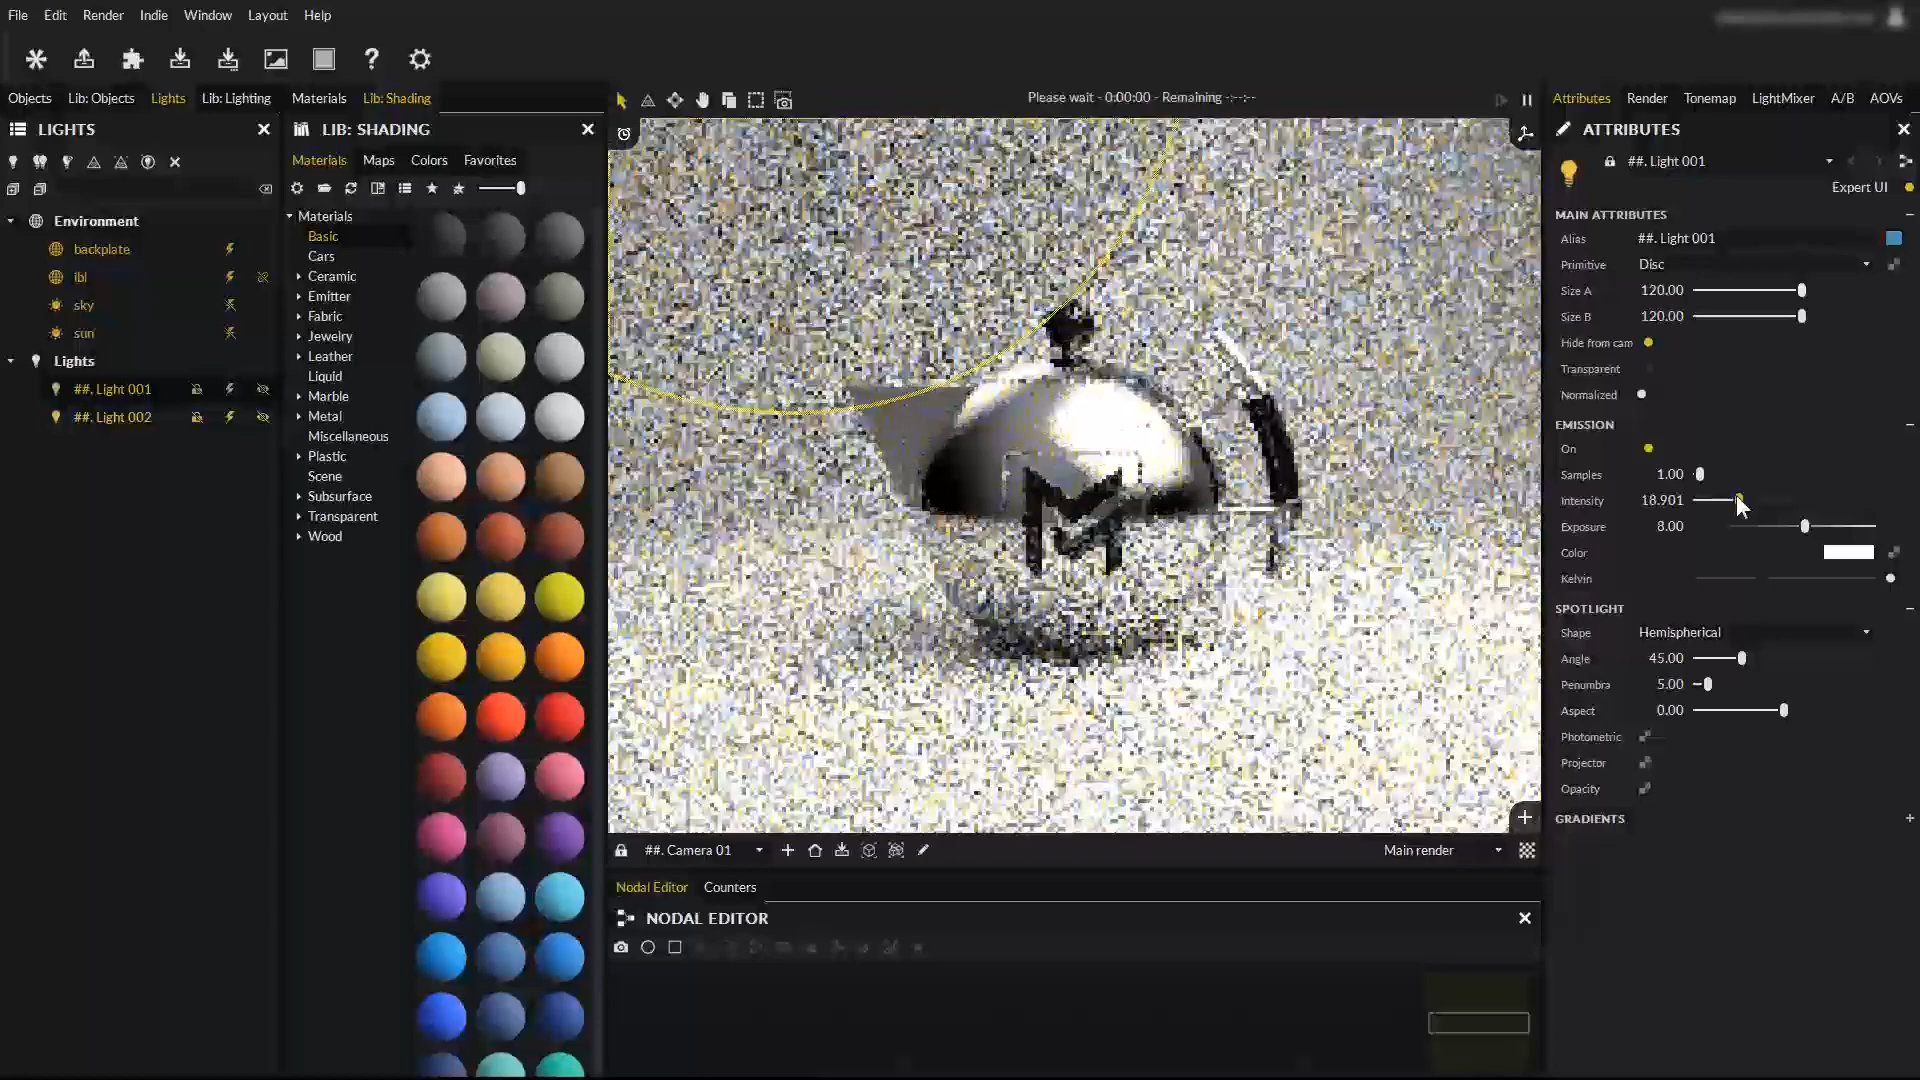 File Edit Render Indie Window Layout Help
Objects Lib: Objects Lights Lib: Lighting
LIGHTS
Environment
backplate
ibl
sky
sun
Lights
##. Light 001
##. Light 002
Materials Lib: Shading
LIB: SHADING
Materials Maps Colors Favorites
Materials
Basic
Cars
Ceramic
Emitter
Fabric
Jewelry
Leather
Liquid
Marble
Metal
Miscellaneous
Plastic
Scene
Subsurface
Transparent
Wood
Please wait - 0:00:00 - Remaining -:--:--
##. Camera 01
Main render
Nodal Editor Counters
NODAL EDITOR
Attributes Render Tonemap LightMixer A/B AOVs
ATTRIBUTES
##. Light 001
Expert UI
MAIN ATTRIBUTES
Alias ##. Light 001
Primitive Disc
Size A 120.00
Size B 120.00
Hide from cam
Transparent
Normalized
EMISSION
On
Samples 1.00
Intensity 18.901
Exposure 8.00
Color
Kelvin
SPOTLIGHT
Shape Hemispherical
Angle 45.00
Penumbra 5.00
Aspect 0.00
Photometric
Projector
Opacity
GRADIENTS